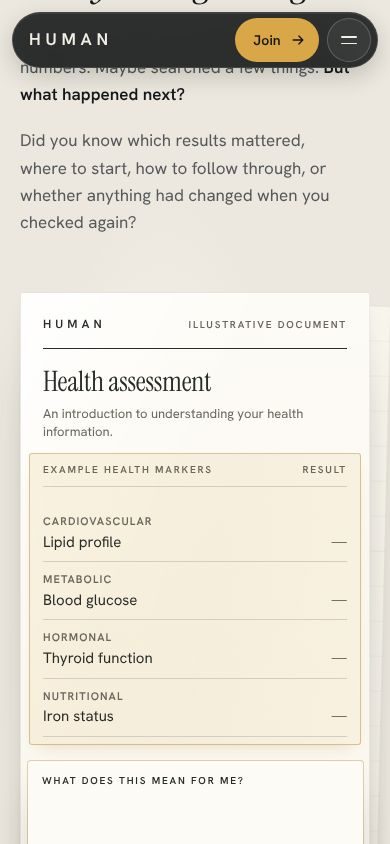 HUMAN
Join →
numbers. Maybe searched a few things. But
what happened next?
Did you know which results mattered,
where to start, how to follow through, or
whether anything had changed when you
checked again?
HUMAN
ILLUSTRATIVE DOCUMENT
Health assessment
An introduction to understanding your health
information.
EXAMPLE HEALTH MARKERS
RESULT
CARDIOVASCULAR
Lipid profile —
METABOLIC
Blood glucose —
HORMONAL
Thyroid function —
NUTRITIONAL
Iron status —
WHAT DOES THIS MEAN FOR ME?